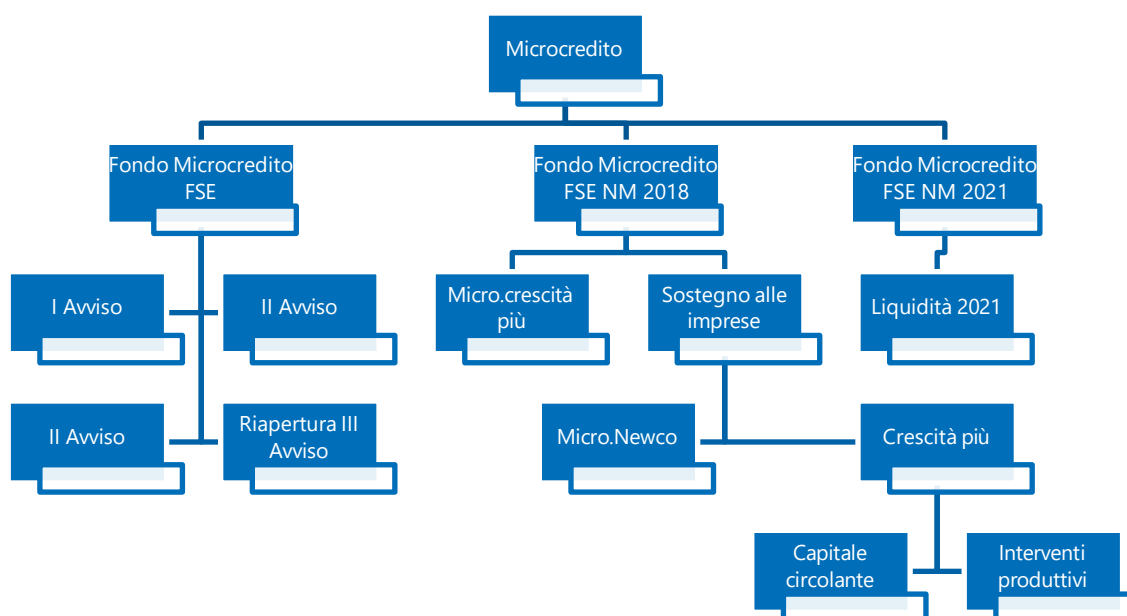 Microcredito
Fondo Microcredito
FSE
Fondo Microcredito
FSE NM 2018
Fondo Microcredito
FSE NM 2021
I Avviso
II Avviso
Micro.crescità
più
Sostegno alle
imprese
Liquidità 2021
II Avviso
Riapertura III
Avviso
Micro.Newco
Crescità più
Capitale
circolante
Interventi
produttivi